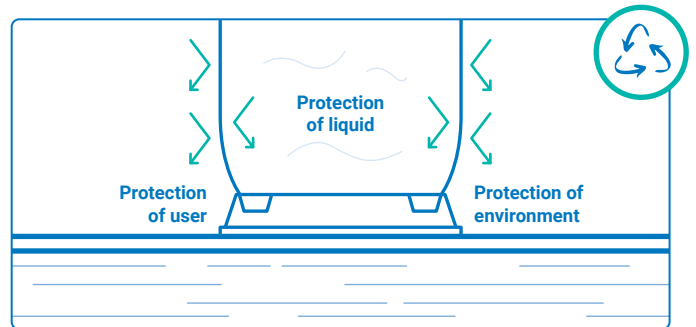 Protection
of liquid
Protection
of user
Protection of
environment